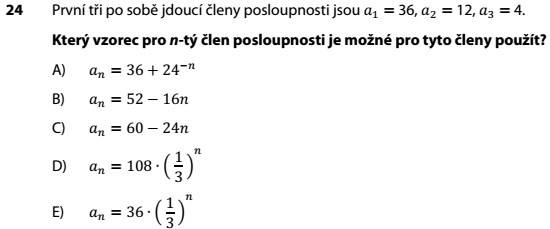 24 První tři po sobě jdoucí členy posloupnosti jsou a₁ = 36, a₂ = 12, a₃ = 4.
Který vzorec pro n-tý člen posloupnosti je možné pro tyto členy použít?
A) aₙ = 36 + 24⁻ⁿ
B) aₙ = 52 − 16n
C) aₙ = 60 − 24n
D) aₙ = 108 · (1/3)ⁿ
E) aₙ = 36 · (1/3)ⁿ